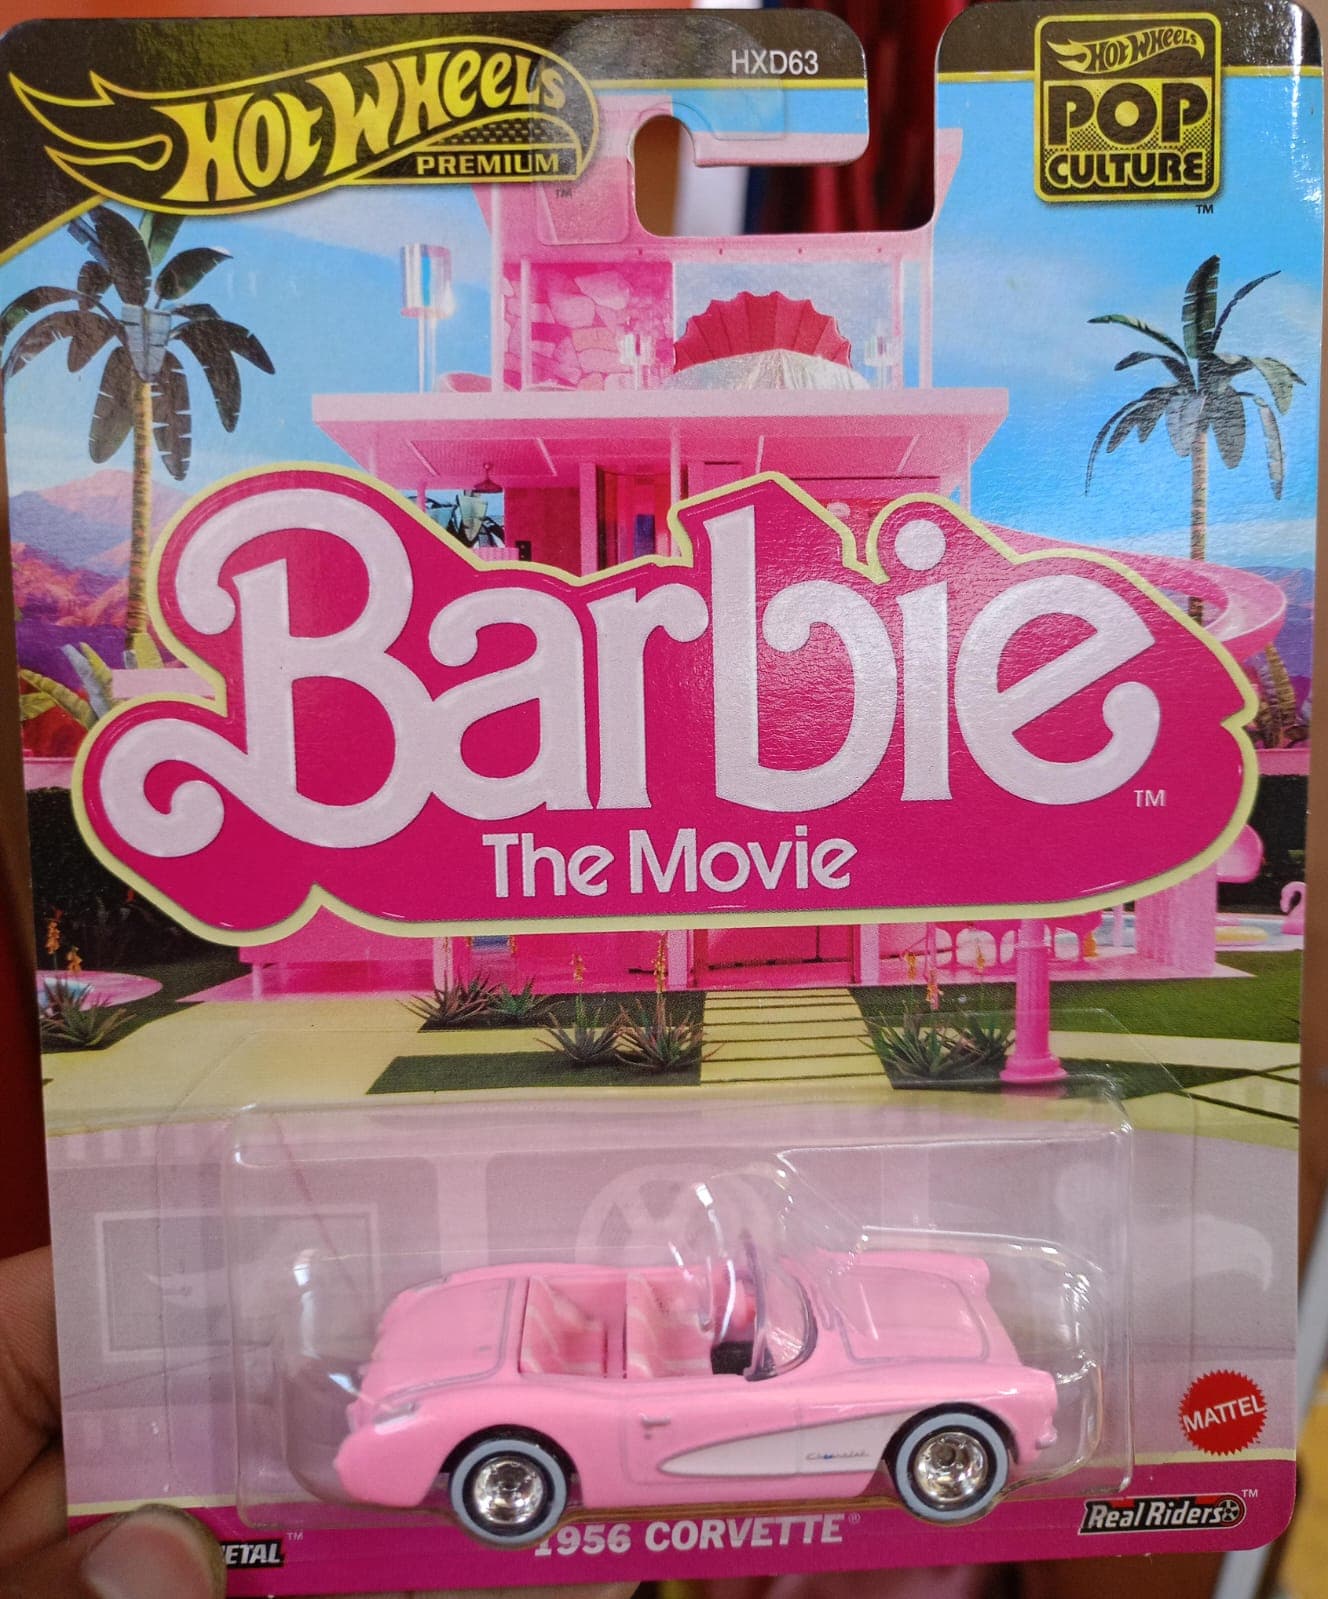 HOT WHEELS
PREMIUM
TM
HXD63
HOT WHEELS
POP
CULTURE
TM
Barbie
TM
The Movie
Chevrolet
MATTEL
1956 CORVETTE®
Real Riders TM
ETAL TM